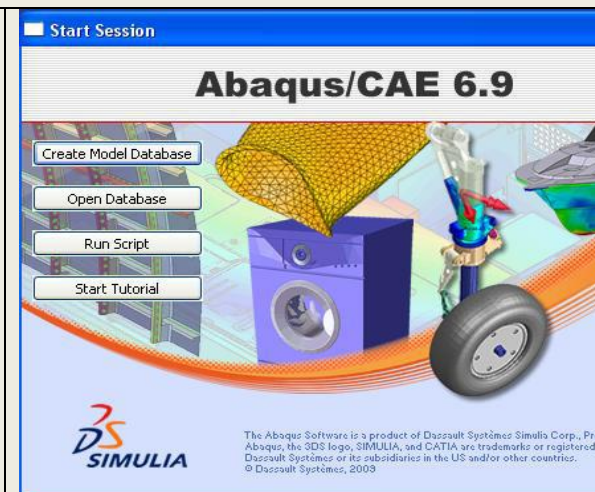 Start Session
Abaqus/CAE 6.9
Create Model Database
Open Database
Run Script
Start Tutorial
SIMULIA
The Abaqus Software is a product of Dassault Systèmes Simulia Corp., Pr
Abaqus, the 3DS logo, SIMULIA, and CATIA are trademarks or registered
Dassault Systèmes or its subsidiaries in the US and/or other countries.
© Dassault Systèmes, 2009